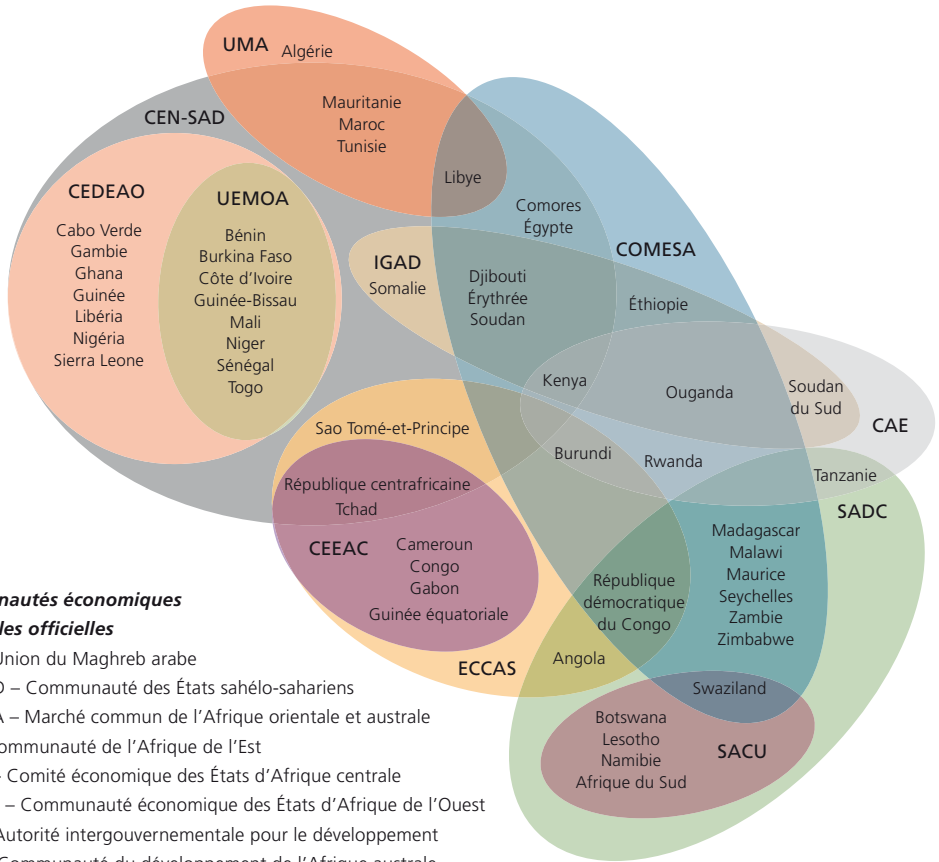 UMA
Algérie
Mauritanie
Maroc
Tunisie
CEN-SAD
Libye
CEDEAO
Cabo Verde
Gambie
Ghana
Guinée
Libéria
Nigéria
Sierra Leone
UEMOA
Bénin
Burkina Faso
Côte d'Ivoire
Guinée-Bissau
Mali
Niger
Sénégal
Togo
Comores
Égypte
COMESA
IGAD
Somalie
Djibouti
Érythrée
Soudan
Éthiopie
Kenya
Ouganda
Soudan
du Sud
CAE
Sao Tomé-et-Principe
Burundi
Rwanda
Tanzanie
SADC
République centrafricaine
Tchad
CEEAC
Cameroun
Congo
Gabon
Guinée équatoriale
ECCAS
République
démocratique
du Congo
Madagascar
Malawi
Maurice
Seychelles
Zambie
Zimbabwe
Angola
Swaziland
Botswana
Lesotho
Namibie
Afrique du Sud
SACU
nautés économiques
les officielles
Union du Maghreb arabe
D – Communauté des États sahélo-sahariens
A – Marché commun de l'Afrique orientale et australe
ommunauté de l'Afrique de l'Est
– Comité économique des États d'Afrique centrale
– Communauté économique des États d'Afrique de l'Ouest
Autorité intergouvernementale pour le développement
Communauté du développement de l'Afrique australe